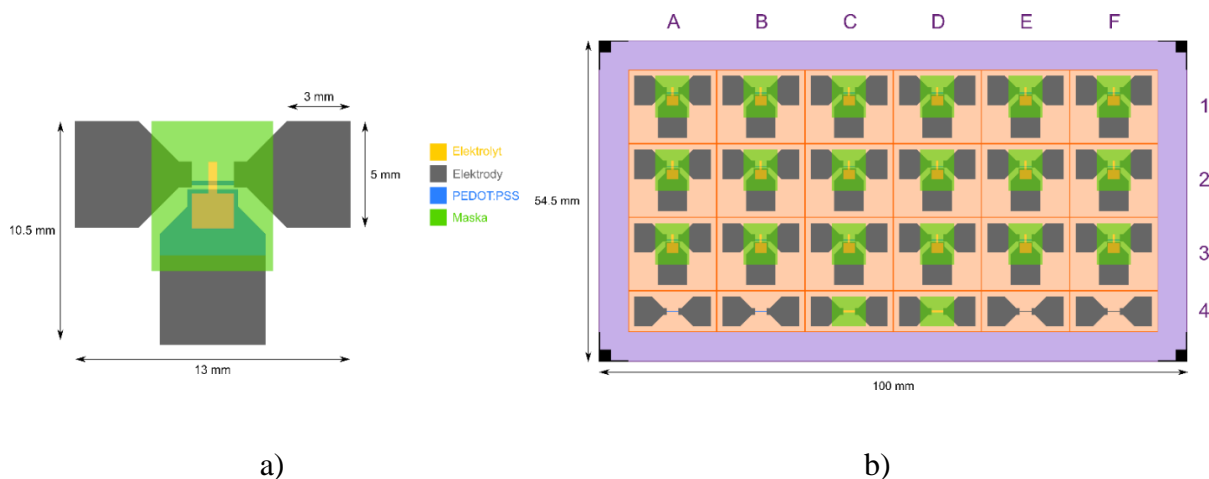 3 mm
5 mm
10.5 mm
13 mm
Elektrolyt
Elektrody
PEDOT:PSS
Maska
a)
A B C D E F
1
2
3
4
54.5 mm
100 mm
b)